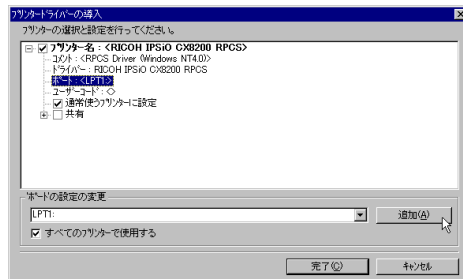 プリンタードライバーの導入
プリンターの選択と設定を行ってください。
プリンター名 : <RICOH IPSiO CX8200 RPCS>
コメント : <RPCS Driver (Windows NT4.0)>
ドライバー : RICOH IPSiO CX8200 RPCS
ポート : <LPT1:>
ユーザーコード : <>
通常使うプリンターに設定
共有
'ポート'の設定の変更
LPT1:
追加(A)
すべてのプリンターで使用する
完了(C)
キャンセル